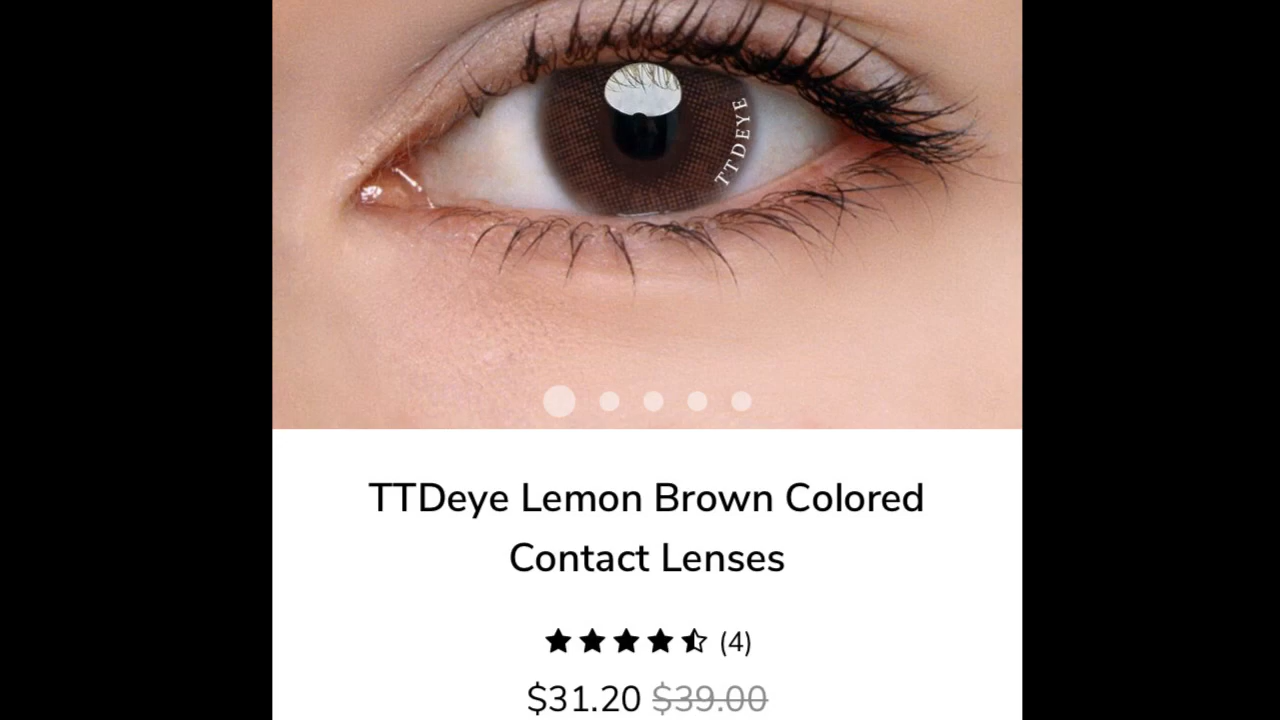 TTDEYE
TTDeye Lemon Brown Colored
Contact Lenses
(4)
$31.20 $39.00